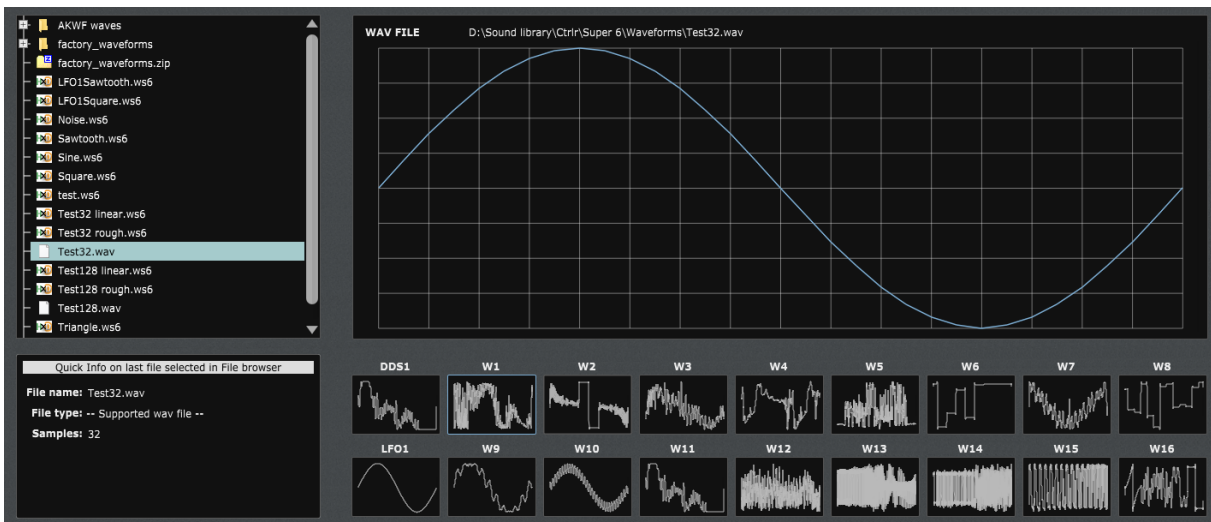 AKWF waves
factory_waveforms
factory_waveforms.zip
LFO1Sawtooth.ws6
LFO1Square.ws6
Noise.ws6
Sawtooth.ws6
Sine.ws6
Square.ws6
test.ws6
Test32 linear.ws6
Test32 rough.ws6
Test32.wav
Test128 linear.ws6
Test128 rough.ws6
Test128.wav
Triangle.ws6
WAV FILE D:\Sound library\Ctrlr\Super 6\Waveforms\Test32.wav
Quick Info on last file selected in File browser
File name: Test32.wav
File type: -- Supported wav file --
Samples: 32
DDS1 W1 W2 W3 W4 W5 W6 W7 W8
LFO1 W9 W10 W11 W12 W13 W14 W15 W16